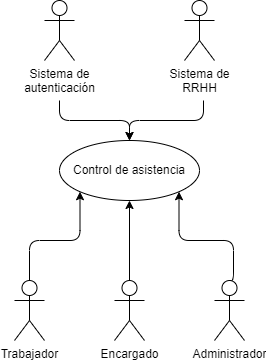 Sistema de
autenticación
Sistema de
RRHH
Control de asistencia
Trabajador
Encargado
Administrador